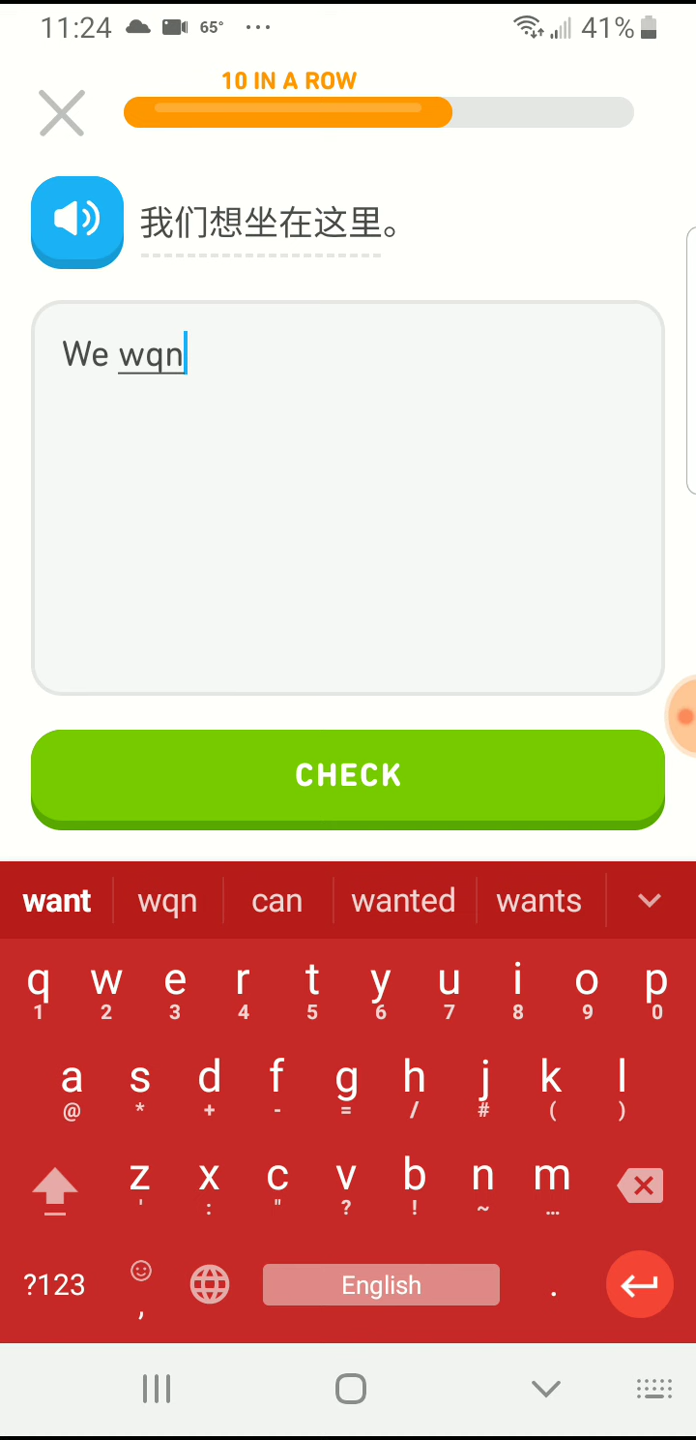 11:24 65° ... 41%
10 IN A ROW
我们想坐在这里。
We wqn
CHECK
want wqn can wanted wants
q w e r t y u i o p
1 2 3 4 5 6 7 8 9 0
a s d f g h j k l
@ * + - = / # ( )
z x c v b n m
' : " ? ! ~ ...
?123 , English .